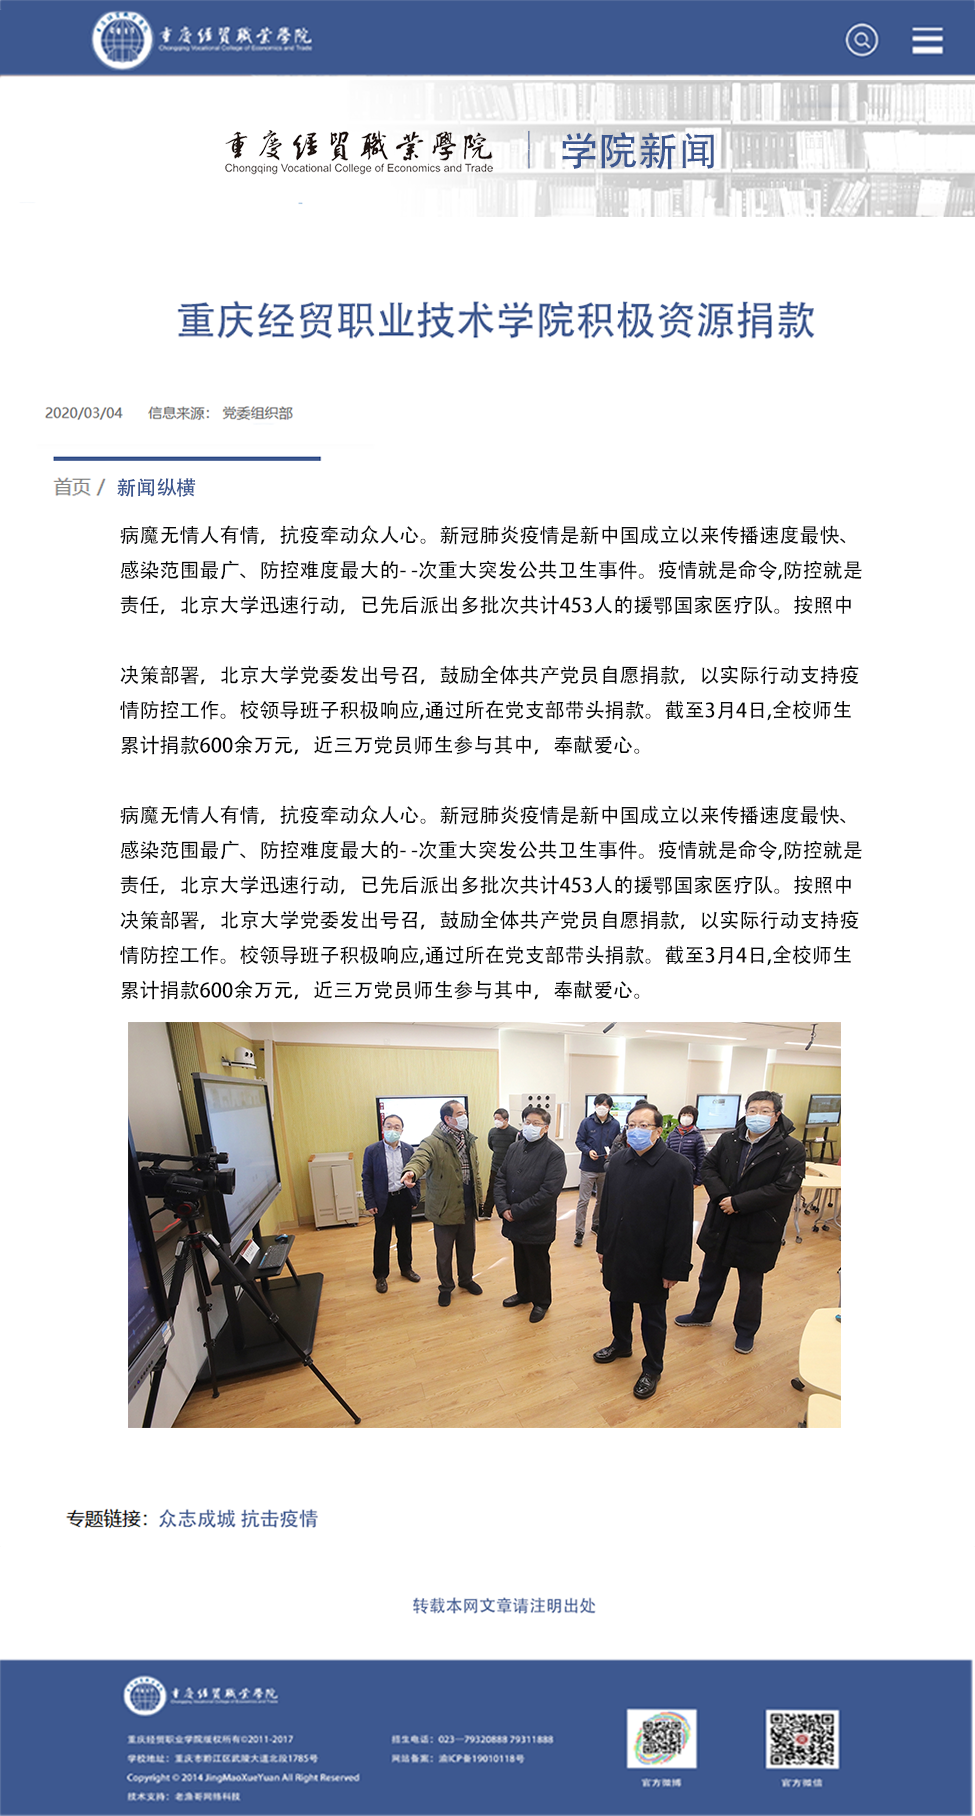 重慶经貿職業學院
Chongqing Vocational College of Economics and Trade
重慶经貿職業學院
Chongqing Vocational College of Economics and Trade
学院新闻
重庆经贸职业技术学院积极资源捐款
2020/03/04 信息来源： 党委组织部
首页 / 新闻纵横
病魔无情人有情，抗疫牵动众人心。新冠肺炎疫情是新中国成立以来传播速度最快、
感染范围最广、防控难度最大的- -次重大突发公共卫生事件。疫情就是命令,防控就是
责任，北京大学迅速行动，已先后派出多批次共计453人的援鄂国家医疗队。按照中
决策部署，北京大学党委发出号召，鼓励全体共产党员自愿捐款，以实际行动支持疫
情防控工作。校领导班子积极响应,通过所在党支部带头捐款。截至3月4日,全校师生
累计捐款600余万元，近三万党员师生参与其中，奉献爱心。
病魔无情人有情，抗疫牵动众人心。新冠肺炎疫情是新中国成立以来传播速度最快、
感染范围最广、防控难度最大的- -次重大突发公共卫生事件。疫情就是命令,防控就是
责任，北京大学迅速行动，已先后派出多批次共计453人的援鄂国家医疗队。按照中
决策部署，北京大学党委发出号召，鼓励全体共产党员自愿捐款，以实际行动支持疫
情防控工作。校领导班子积极响应,通过所在党支部带头捐款。截至3月4日,全校师生
累计捐款600余万元，近三万党员师生参与其中，奉献爱心。
专题链接：众志成城 抗击疫情
转载本网文章请注明出处
重慶经貿職業學院
Chongqing Vocational College of Economics and Trade
重庆经贸职业学院版权所有©2011-2017
招生电话：023—79320888 79311888
学校地址：重庆市黔江区武陵大道北段1785号
网站备案：渝ICP备19010118号
Copyright © 2014 JingMaoXueYuan All Right Reserved
技术支持：老渔哥网络科技
官方微博
官方微信